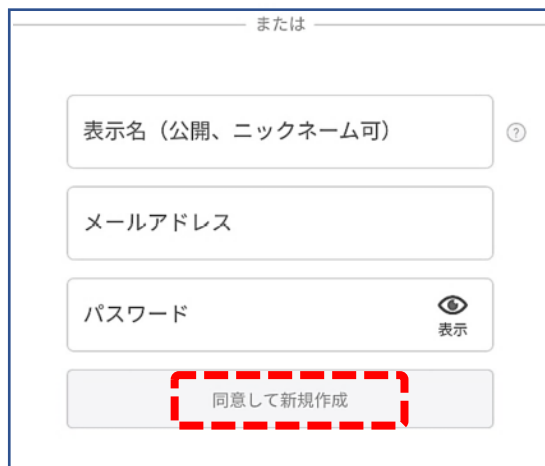 または
表示名（公開、ニックネーム可）
?
メールアドレス
パスワード
表示
同意して新規作成